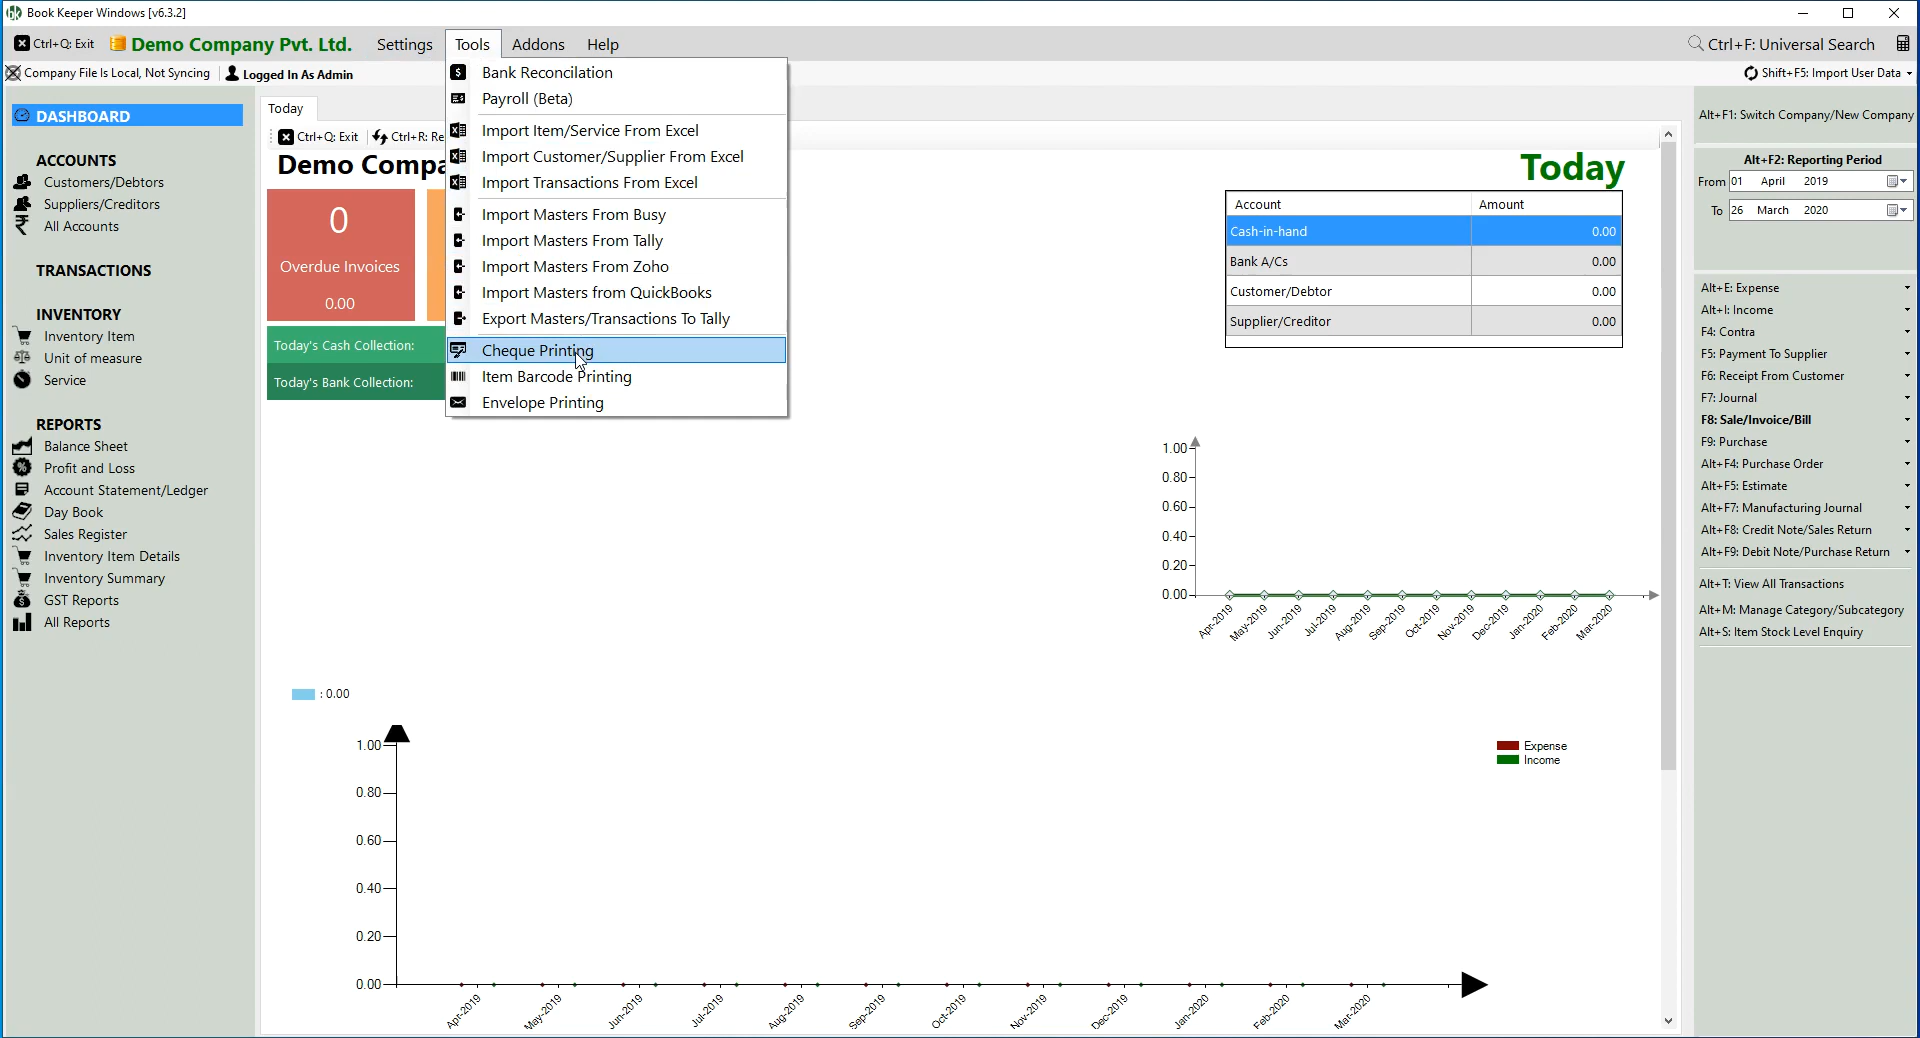 Book Keeper Windows [v6.3.2]
Ctrl+Q: Exit
Demo Company Pvt. Ltd.
Settings
Tools
Addons
Help
Ctrl+F: Universal Search
Company File Is Local, Not Syncing
Logged In As Admin
Shift+F5: Import User Data
DASHBOARD
ACCOUNTS
Customers/Debtors
Suppliers/Creditors
All Accounts
TRANSACTIONS
INVENTORY
Inventory Item
Unit of measure
Service
REPORTS
Balance Sheet
Profit and Loss
Account Statement/Ledger
Day Book
Sales Register
Inventory Item Details
Inventory Summary
GST Reports
All Reports
Today
Ctrl+Q: Exit
Ctrl+R: Re
Demo Compa
0
Overdue Invoices
0.00
Today's Cash Collection:
Today's Bank Collection:
Bank Reconcilation
Payroll (Beta)
Import Item/Service From Excel
Import Customer/Supplier From Excel
Import Transactions From Excel
Import Masters From Busy
Import Masters From Tally
Import Masters From Zoho
Import Masters from QuickBooks
Export Masters/Transactions To Tally
Cheque Printing
Item Barcode Printing
Envelope Printing
Today
Account Amount
Cash-in-hand 0.00
Bank A/Cs 0.00
Customer/Debtor 0.00
Supplier/Creditor 0.00
1.00
0.80
0.60
0.40
0.20
0.00
Apr-2019
May-2019
Jun-2019
Jul-2019
Aug-2019
Sep-2019
Oct-2019
Nov-2019
Dec-2019
Jan-2020
Feb-2020
Mar-2020
: 0.00
1.00
0.80
0.60
0.40
0.20
0.00
Apr-2019
May-2019
Jun-2019
Jul-2019
Aug-2019
Sep-2019
Oct-2019
Nov-2019
Dec-2019
Jan-2020
Feb-2020
Mar-2020
Expense
Income
Alt+F1: Switch Company/New Company
Alt+F2: Reporting Period
From 01 April 2019
To 26 March 2020
Alt+E: Expense
Alt+I: Income
F4: Contra
F5: Payment To Supplier
F6: Receipt From Customer
F7: Journal
F8: Sale/Invoice/Bill
F9: Purchase
Alt+F4: Purchase Order
Alt+F5: Estimate
Alt+F7: Manufacturing Journal
Alt+F8: Credit Note/Sales Return
Alt+F9: Debit Note/Purchase Return
Alt+T: View All Transactions
Alt+M: Manage Category/Subcategory
Alt+S: Item Stock Level Enquiry